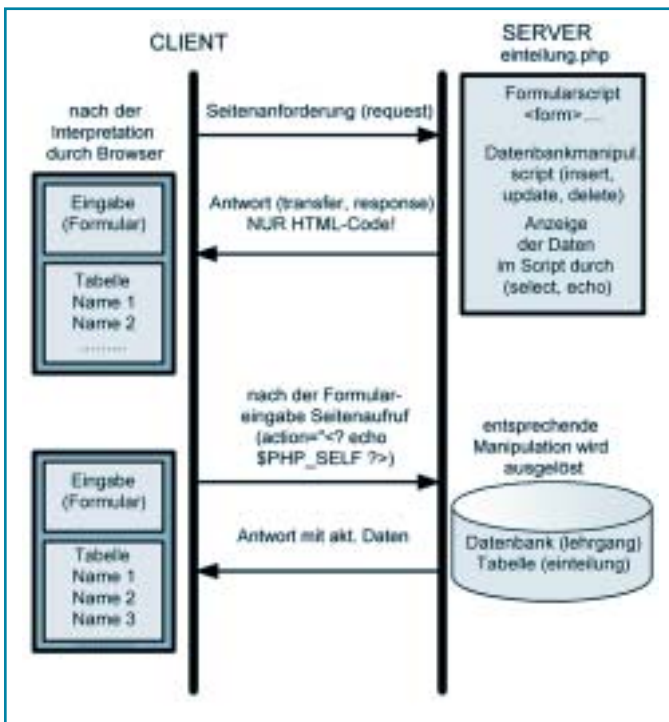 CLIENT
SERVER
einteilung.php
nach der
Interpretation
durch Browser
Seitenanforderung (request)
Formularscript
<form>....
Datenbankmanipul.
script (insert,
update, delete)
Anzeige
der Daten
im Script durch
(select, echo)
Eingabe
(Formular)
Antwort (transfer, response)
NUR HTML-Code!
Tabelle
Name 1
Name 2
..........
nach der Formular-
eingabe Seitenaufruf
(action="<? echo
$PHP_SELF ?>)
entsprechende
Manipulation wird
ausgelöst
Eingabe
(Formular)
Antwort mit akt. Daten
Datenbank (lehrgang)
Tabelle (einteilung)
Tabelle
Name 1
Name 2
Name 3